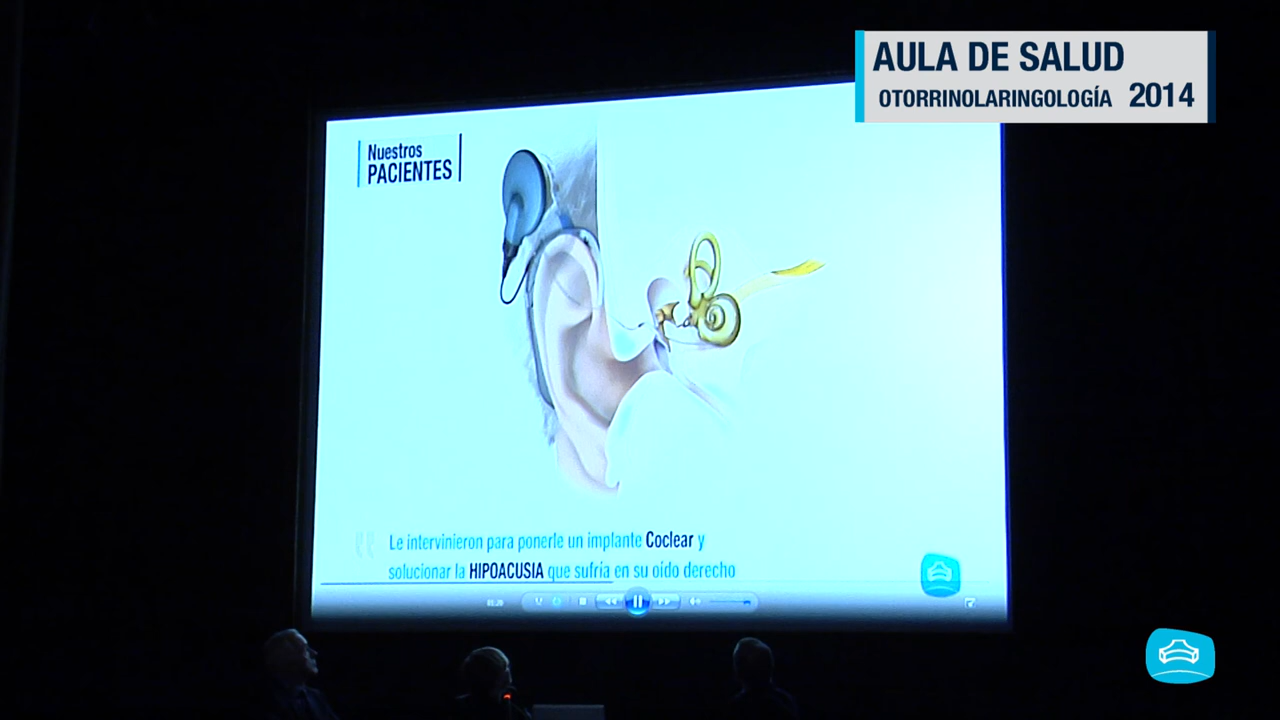 AULA DE SALUD
OTORRINOLARINGOLOGÍA 2014
Nuestros
PACIENTES
Le intervinieron para ponerle un implante Coclear y
solucionar la HIPOACUSIA que sufría en su oido derecho